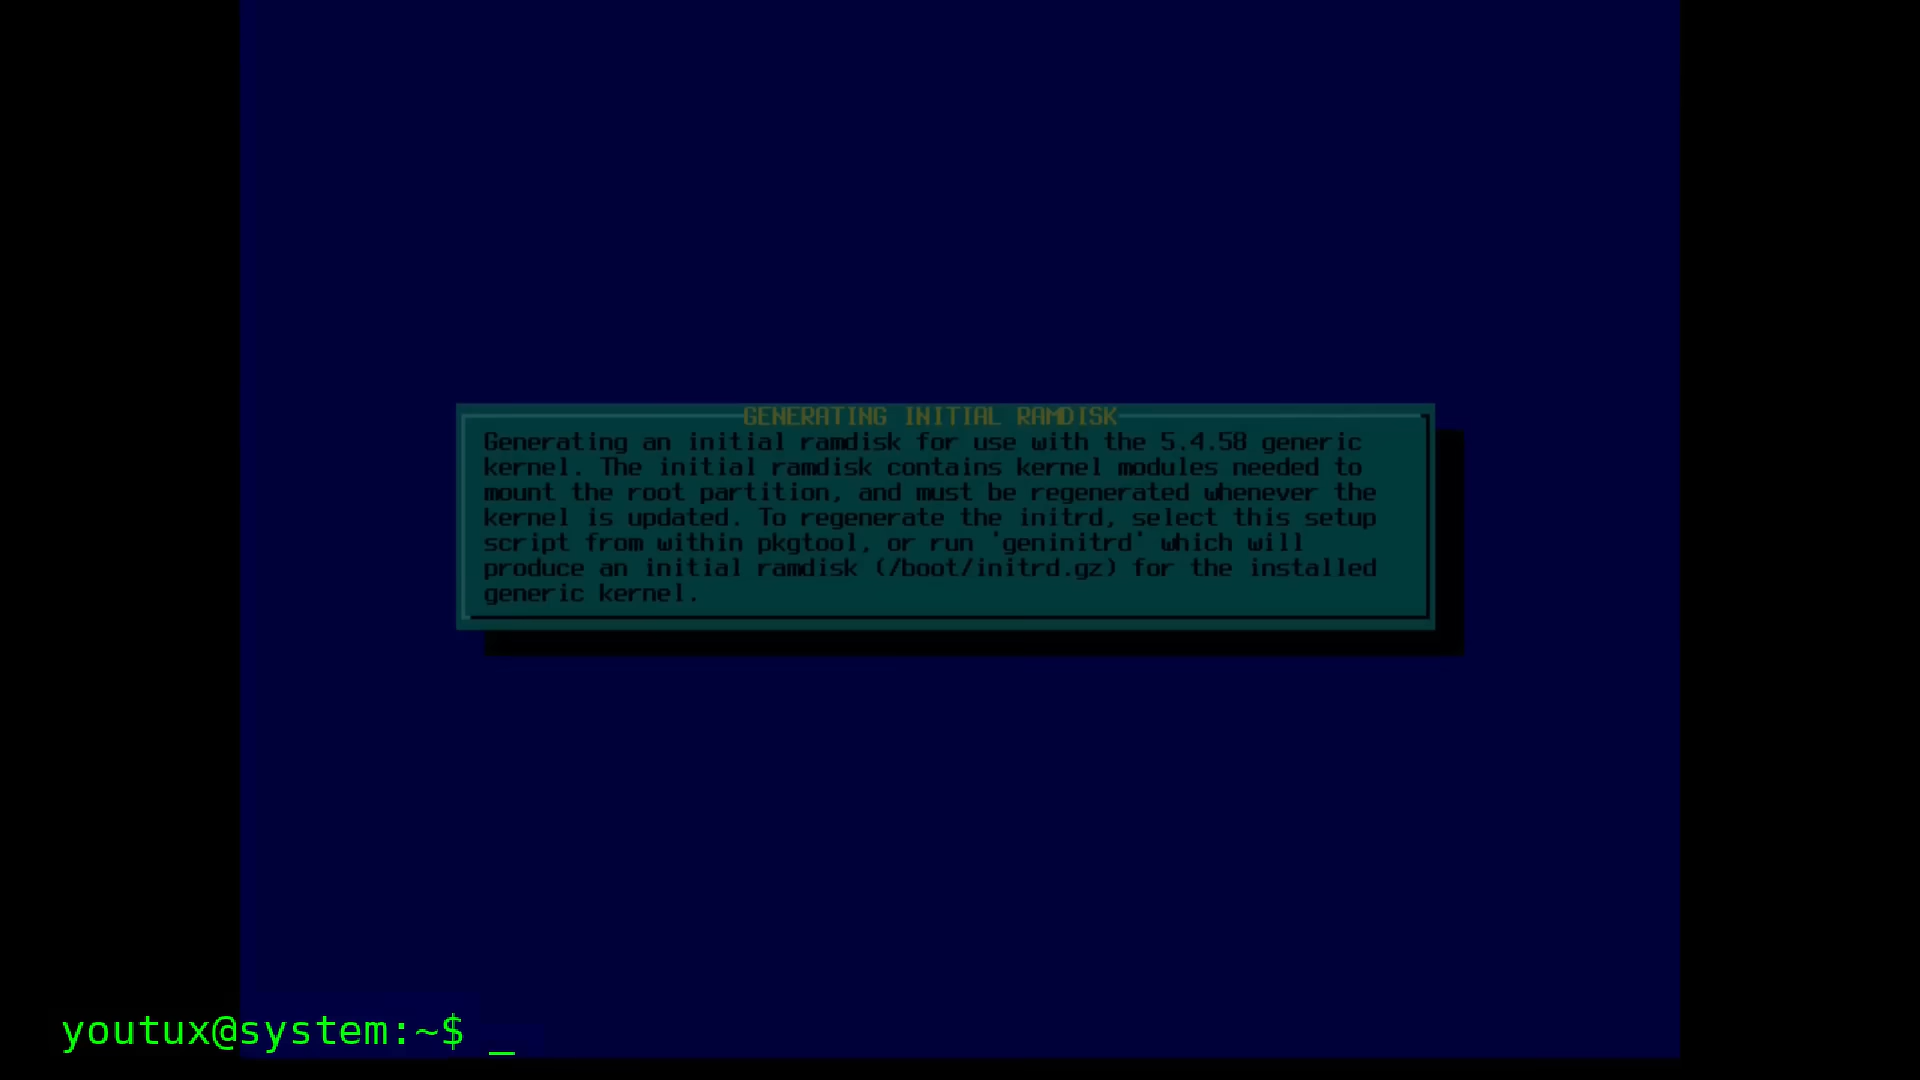 GENERATING INITIAL RAMDISK
Generating an initial ramdisk for use with the 5.4.58 generic
kernel. The initial ramdisk contains kernel modules needed to
mount the root partition, and must be regenerated whenever the
kernel is updated. To regenerate the initrd, select this setup
script from within pkgtool, or run 'geninitrd' which will
produce an initial ramdisk (/boot/initrd.gz) for the installed
generic kernel.
youtux@system:~$ _